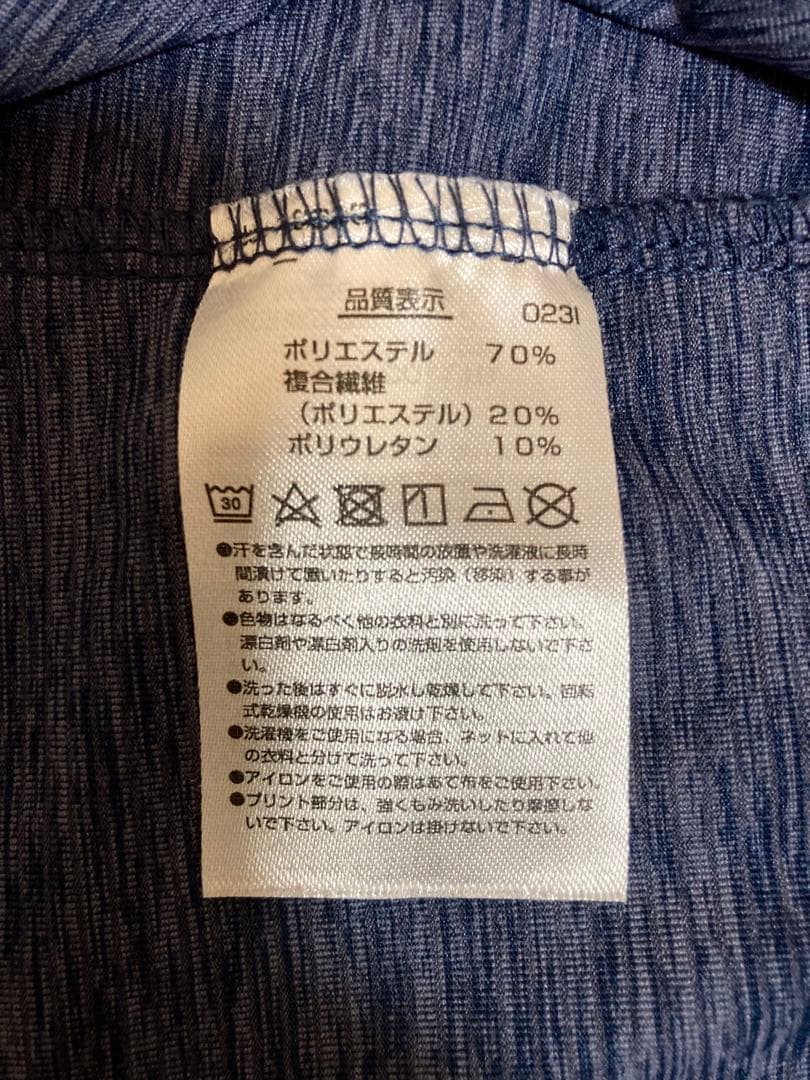 品質表示
0231
ポリエステル 70%
複合繊維
(ポリエステル) 20%
ポリウレタン 10%
30
●汗を含んだ状態で長時間の放置や洗濯液に長時
間漬けて置いたりすると汚染(移染)する事が
あります。
●色物はなるべく他の衣料と別に洗って下さい。
漂白剤や漂白剤入りの洗剤を使用しないで下さ
い。
●洗った後はすぐに脱水し乾燥して下さい。回転
式乾燥機の使用はお避け下さい。
●洗濯機をご使用になる場合、ネットに入れて他
の衣料と分けて洗って下さい。
●アイロンをご使用の際はあて布をご使用下さい。
●プリント部分は、強くもみ洗いしたり摩擦しな
いで下さい。アイロンは掛けないで下さい。